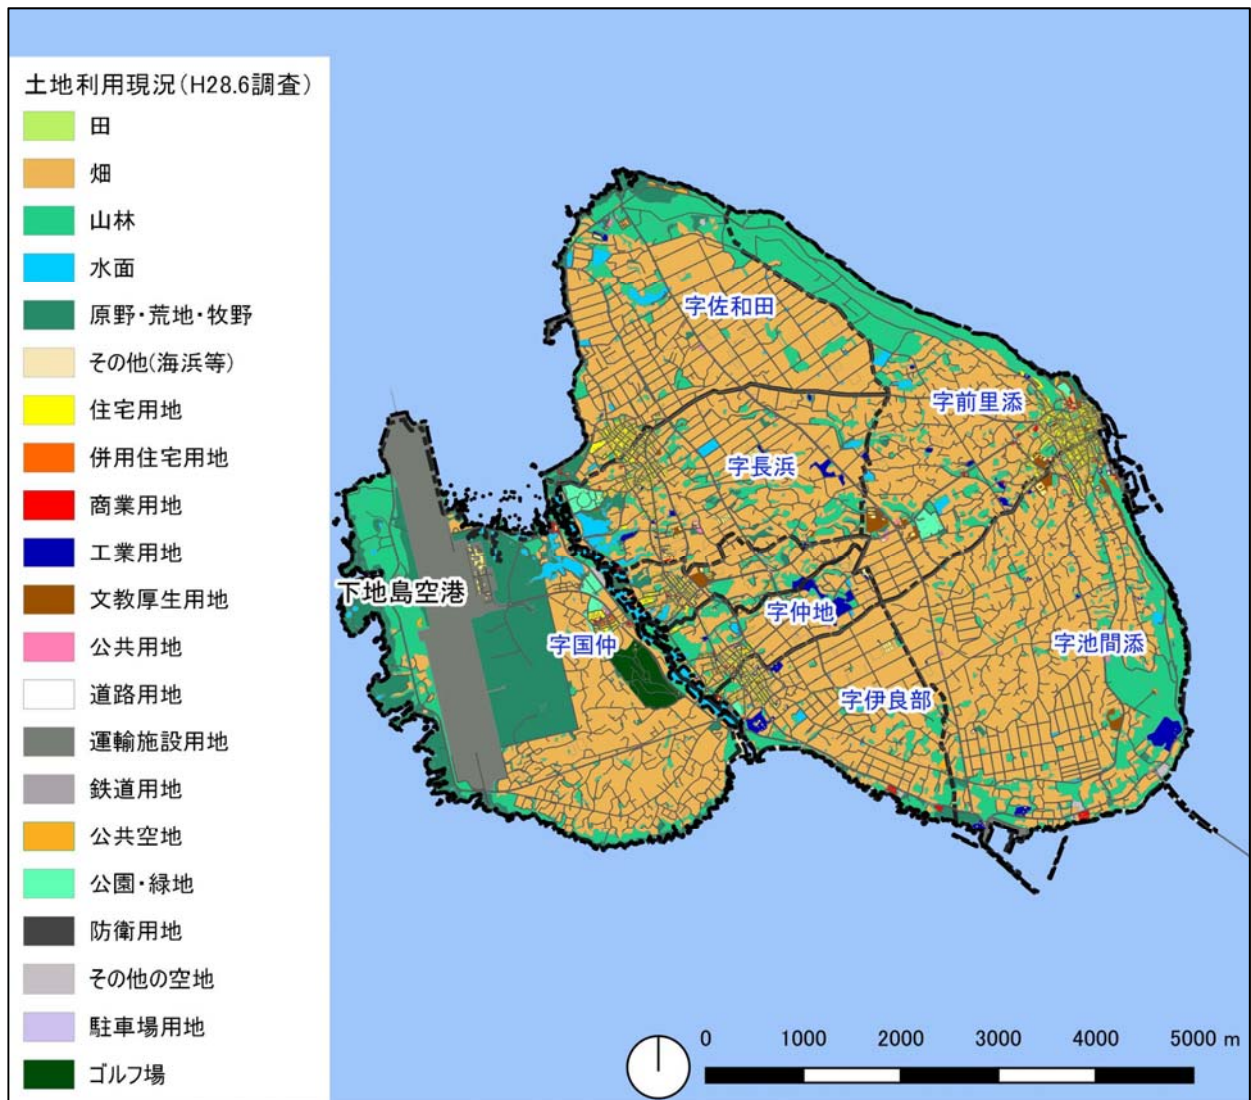 土地利用現況(H28.6調査)
田
畑
山林
水面
原野・荒地・牧野
その他(海浜等)
住宅用地
併用住宅用地
商業用地
工業用地
文教厚生用地
公共用地
道路用地
運輸施設用地
鉄道用地
公共空地
公園・緑地
防衛用地
その他の空地
駐車場用地
ゴルフ場
字佐和田
字前里添
字長浜
下地島空港
字仲地
字国仲
字池間添
字伊良部
0 1000 2000 3000 4000 5000 m